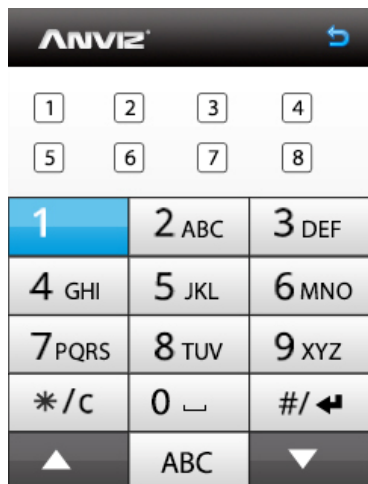 ANVIZ
1 2 3 4
5 6 7 8
1 2 ABC 3 DEF
4 GHI 5 JKL 6 MNO
7 PQRS 8 TUV 9 XYZ
*/C 0 ⎵ #/↵
ABC